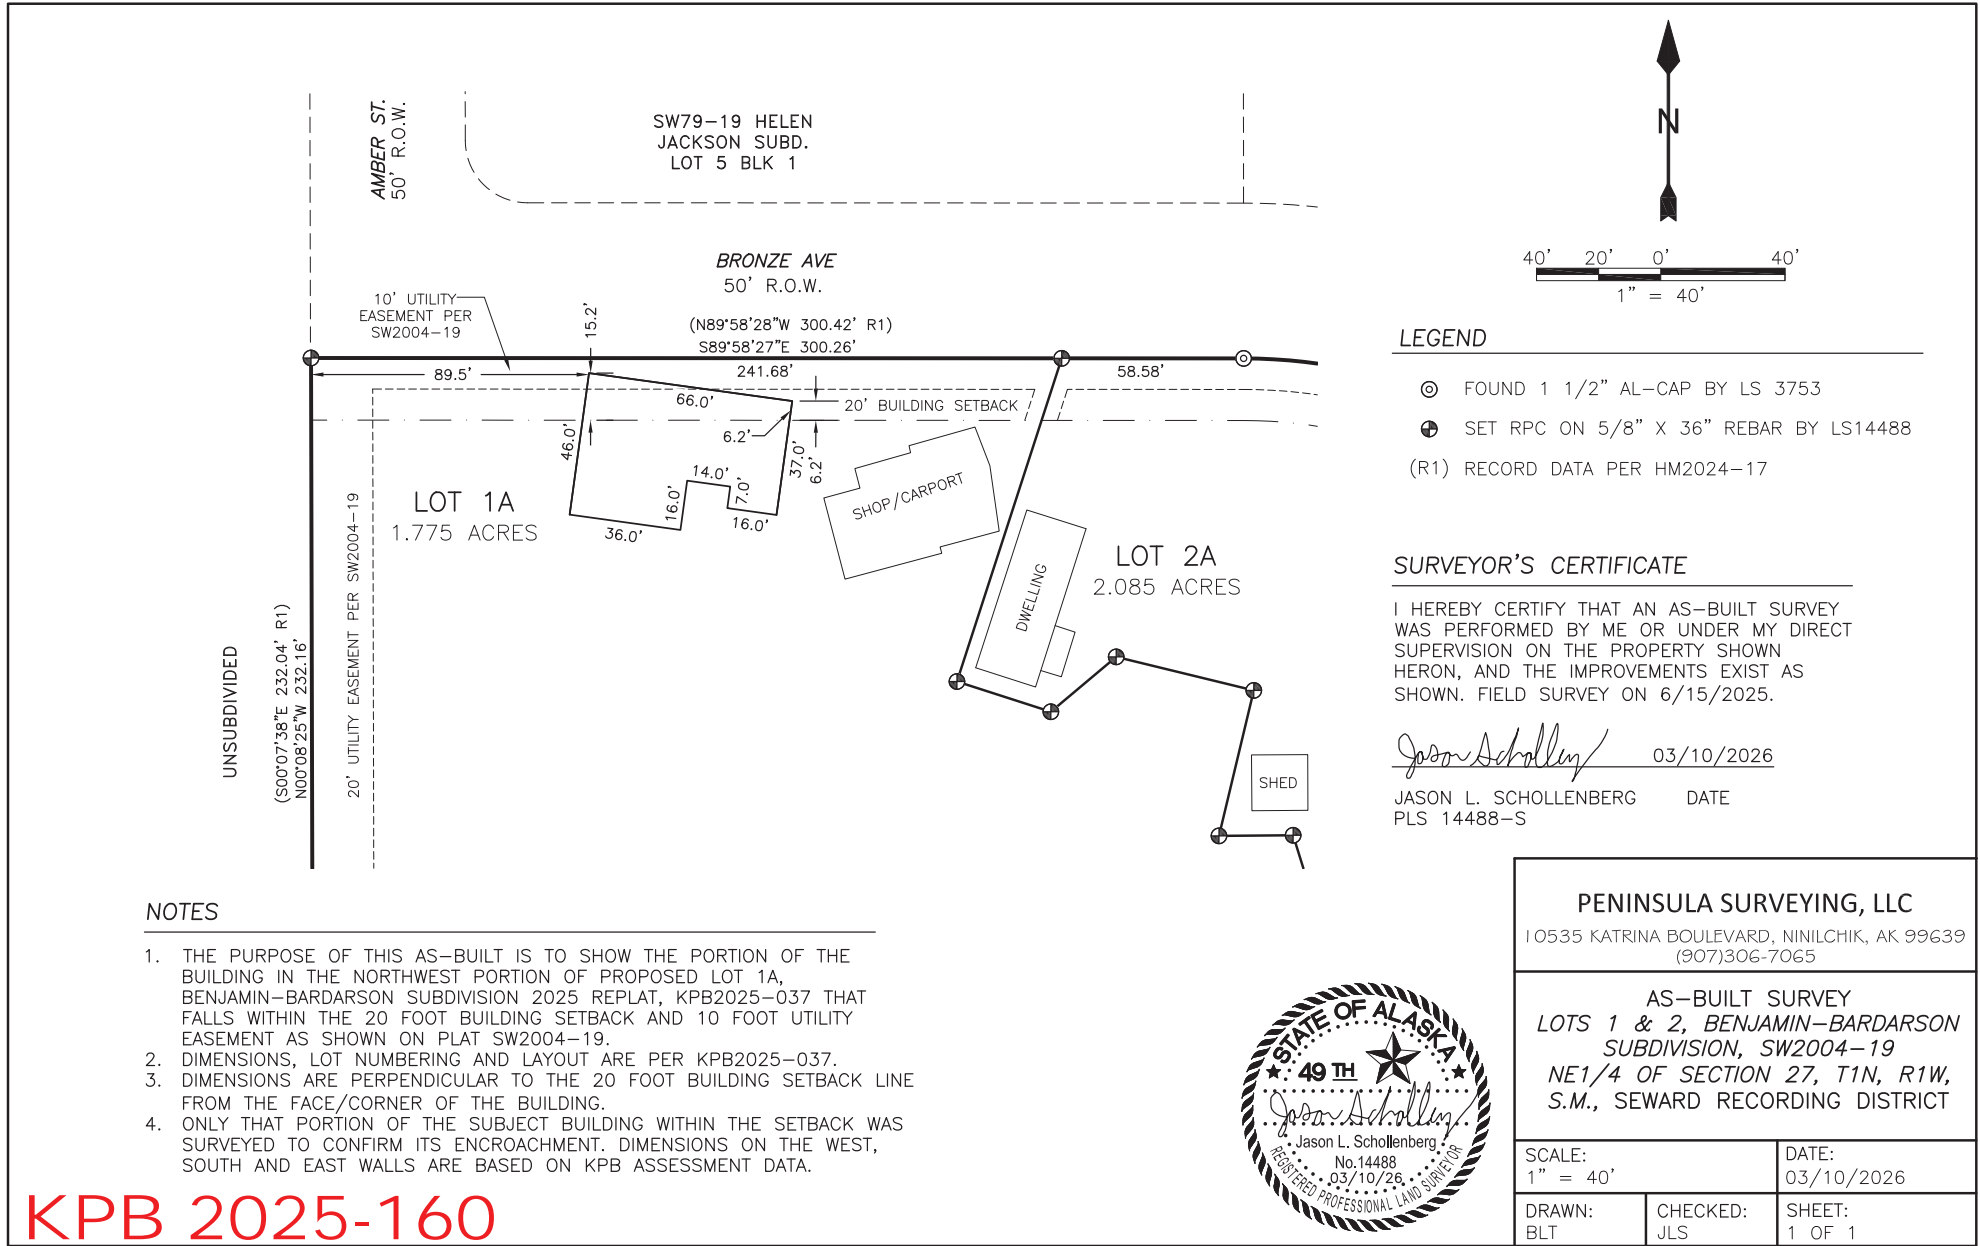 AMBER ST.
50' R.O.W.
SW79-19 HELEN
JACKSON SUBD.
LOT 5 BLK 1
N
BRONZE AVE
50' R.O.W.
40' 20' 0' 40'
1" = 40'
10' UTILITY
EASEMENT PER
SW2004-19
15.2'
(N89°58'28"W 300.42' R1)
S89°58'27"E 300.26'
89.5'
241.68'
58.58'
66.0'
20' BUILDING SETBACK
6.2'
46.0'
37.0'
6.2'
14.0'
7.0'
16.0'
16.0'
36.0'
SHOP/CARPORT
LOT 1A
1.775 ACRES
LOT 2A
2.085 ACRES
DWELLING
SHED
UNSUBDIVIDED
(S00°07'38"E 232.04' R1)
N00°08'25"W 232.16'
20' UTILITY EASEMENT PER SW2004-19
LEGEND
FOUND 1 1/2" AL-CAP BY LS 3753
SET RPC ON 5/8" X 36" REBAR BY LS14488
(R1) RECORD DATA PER HM2024-17
SURVEYOR'S CERTIFICATE
I HEREBY CERTIFY THAT AN AS-BUILT SURVEY
WAS PERFORMED BY ME OR UNDER MY DIRECT
SUPERVISION ON THE PROPERTY SHOWN
HERON, AND THE IMPROVEMENTS EXIST AS
SHOWN. FIELD SURVEY ON 6/15/2025.
Jason Schollenberg 03/10/2026
JASON L. SCHOLLENBERG DATE
PLS 14488-S
NOTES
1. THE PURPOSE OF THIS AS-BUILT IS TO SHOW THE PORTION OF THE
BUILDING IN THE NORTHWEST PORTION OF PROPOSED LOT 1A,
BENJAMIN-BARDARSON SUBDIVISION 2025 REPLAT, KPB2025-037 THAT
FALLS WITHIN THE 20 FOOT BUILDING SETBACK AND 10 FOOT UTILITY
EASEMENT AS SHOWN ON PLAT SW2004-19.
2. DIMENSIONS, LOT NUMBERING AND LAYOUT ARE PER KPB2025-037.
3. DIMENSIONS ARE PERPENDICULAR TO THE 20 FOOT BUILDING SETBACK LINE
FROM THE FACE/CORNER OF THE BUILDING.
4. ONLY THAT PORTION OF THE SUBJECT BUILDING WITHIN THE SETBACK WAS
SURVEYED TO CONFIRM ITS ENCROACHMENT. DIMENSIONS ON THE WEST,
SOUTH AND EAST WALLS ARE BASED ON KPB ASSESSMENT DATA.
KPB 2025-160
STATE OF ALASKA
49 TH
Jason Schollenberg
Jason L. Schollenberg
No.14488
03/10/26
REGISTERED PROFESSIONAL LAND SURVEYOR
PENINSULA SURVEYING, LLC
10535 KATRINA BOULEVARD, NINILCHIK, AK 99639
(907)306-7065
AS-BUILT SURVEY
LOTS 1 & 2, BENJAMIN-BARDARSON
SUBDIVISION, SW2004-19
NE1/4 OF SECTION 27, T1N, R1W,
S.M., SEWARD RECORDING DISTRICT
SCALE:
1" = 40'
DATE:
03/10/2026
DRAWN:
BLT
CHECKED:
JLS
SHEET:
1 OF 1